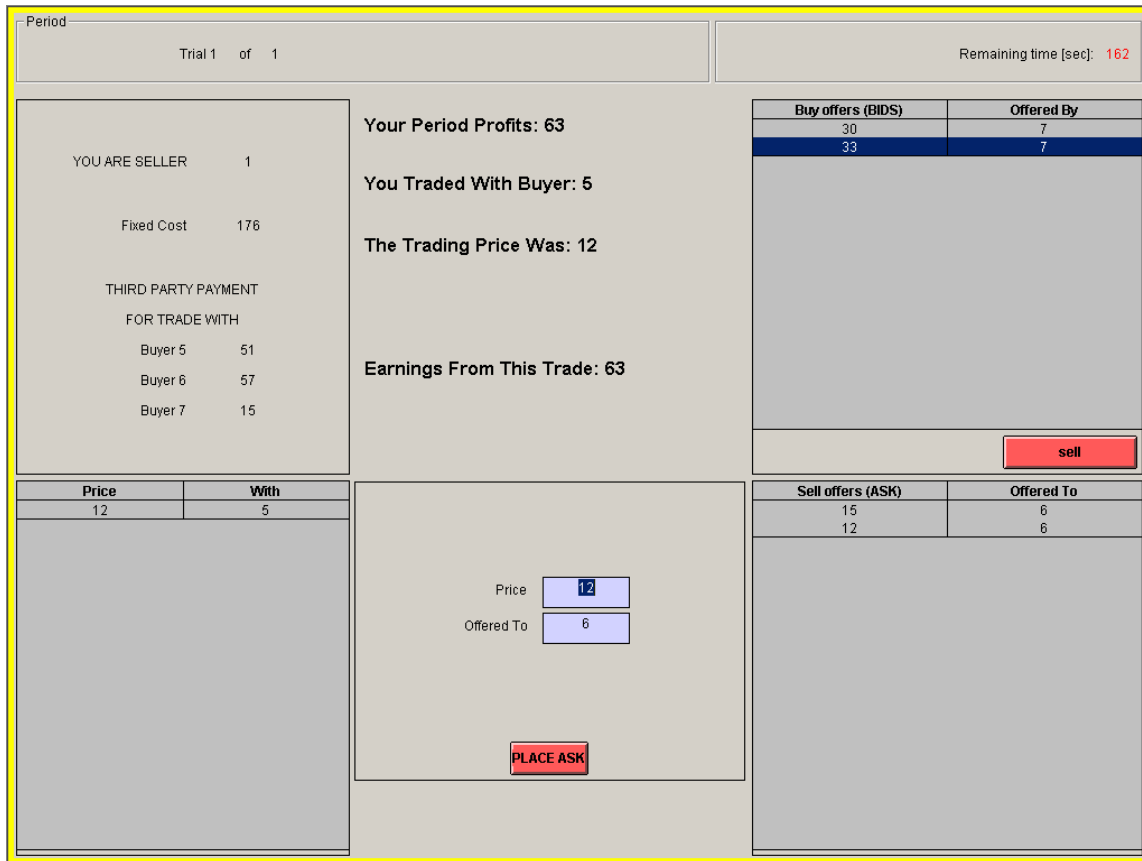 Period
Trial 1 of 1
Remaining time [sec]: 162
YOU ARE SELLER 1
Fixed Cost 176
THIRD PARTY PAYMENT
FOR TRADE WITH
Buyer 5 51
Buyer 6 57
Buyer 7 15
Your Period Profits: 63
You Traded With Buyer: 5
The Trading Price Was: 12
Earnings From This Trade: 63
Buy offers (BIDS) Offered By
30 7
33 7
sell
Price With
12 5
Price 12
Offered To 6
PLACE ASK
Sell offers (ASK) Offered To
15 6
12 6